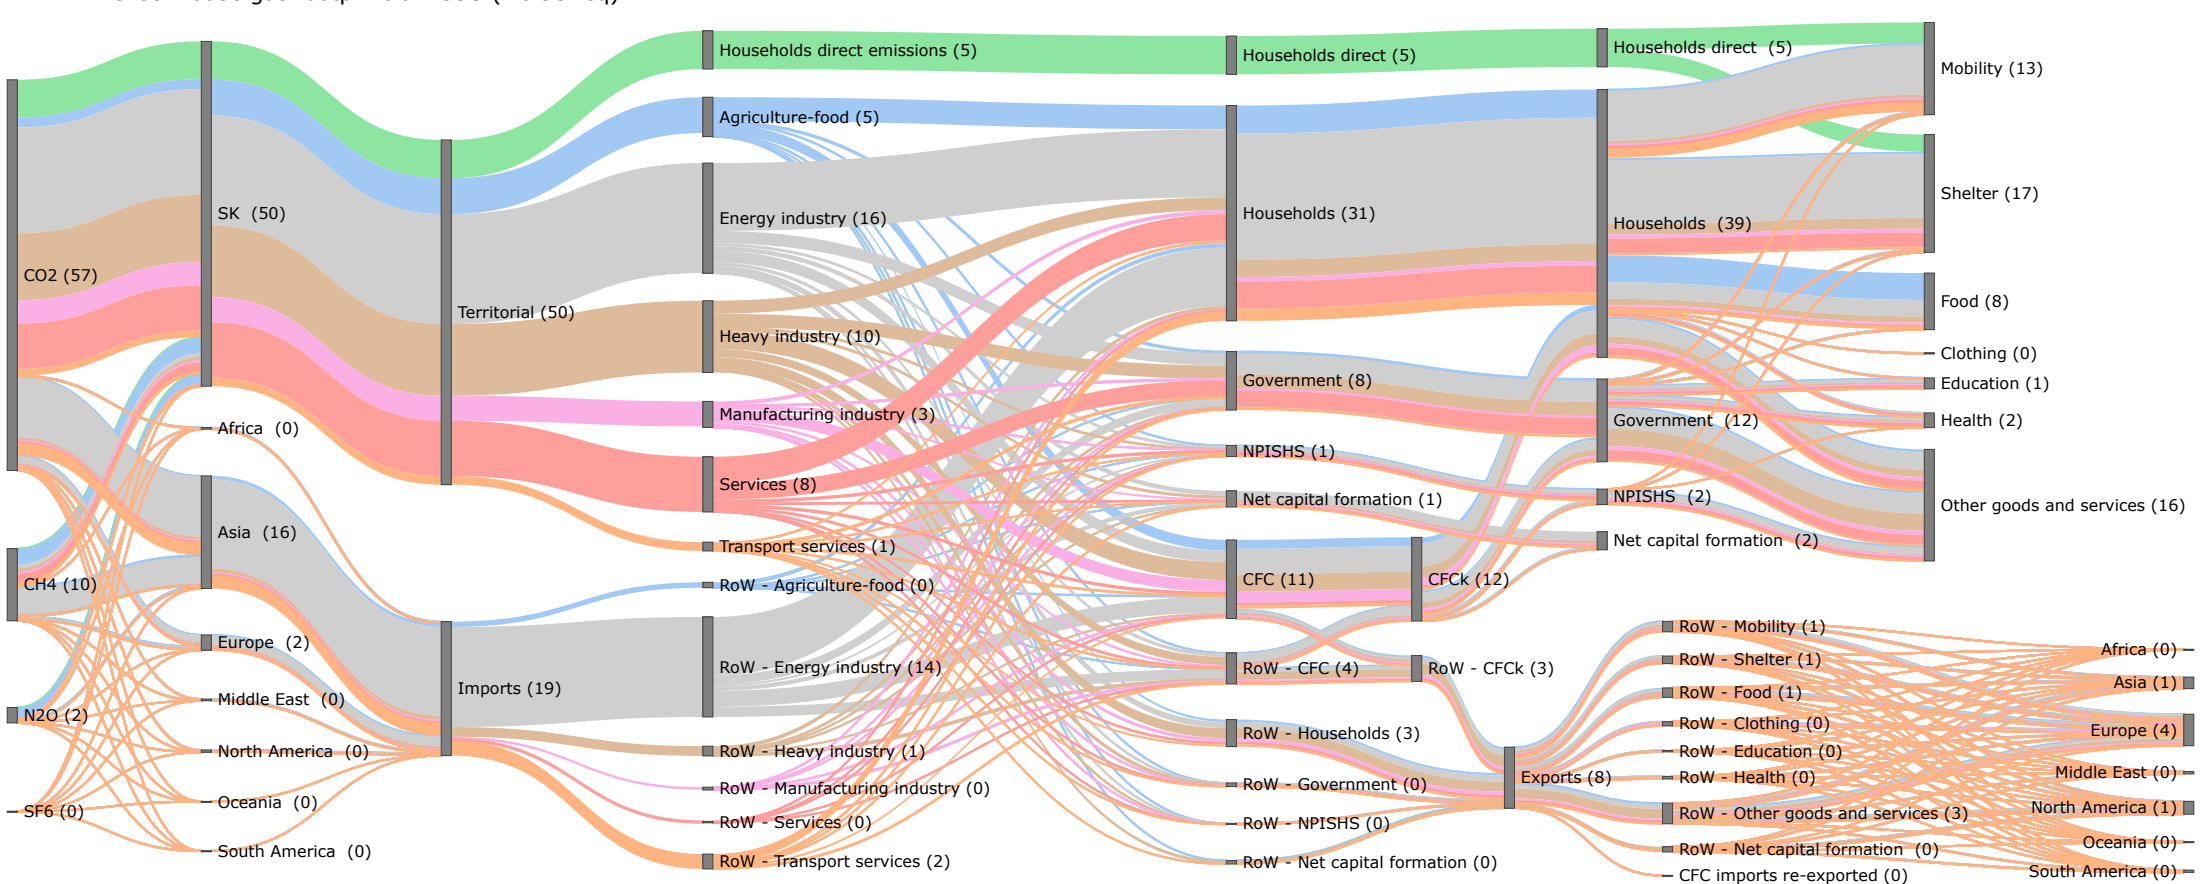 CO2 (57)
CH4 (10)
N2O (2)
SF6 (0)
SK (50)
Africa (0)
Asia (16)
Europe (2)
Middle East (0)
North America (0)
Oceania (0)
South America (0)
Territorial (50)
Imports (19)
Households direct emissions (5)
Agriculture-food (5)
Energy industry (16)
Heavy industry (10)
Manufacturing industry (3)
Services (8)
Transport services (1)
RoW - Agriculture-food (0)
RoW - Energy industry (14)
RoW - Heavy industry (1)
RoW - Manufacturing industry (0)
RoW - Services (0)
RoW - Transport services (2)
Households direct (5)
Households (31)
Government (8)
NPISHS (1)
Net capital formation (1)
CFC (11)
RoW - CFC (4)
RoW - Households (3)
RoW - Government (0)
RoW - NPISHS (0)
RoW - Net capital formation (0)
CFCk (12)
RoW - CFCk (3)
Exports (8)
Households direct (5)
Households (39)
Government (12)
NPISHS (2)
Net capital formation (2)
RoW - Mobility (1)
RoW - Shelter (1)
RoW - Food (1)
RoW - Clothing (0)
RoW - Education (0)
RoW - Health (0)
RoW - Other goods and services (3)
RoW - Net capital formation (0)
CFC imports re-exported (0)
Mobility (13)
Shelter (17)
Food (8)
Clothing (0)
Education (1)
Health (2)
Other goods and services (16)
Africa (0)
Asia (1)
Europe (4)
Middle East (0)
North America (1)
Oceania (0)
South America (0)